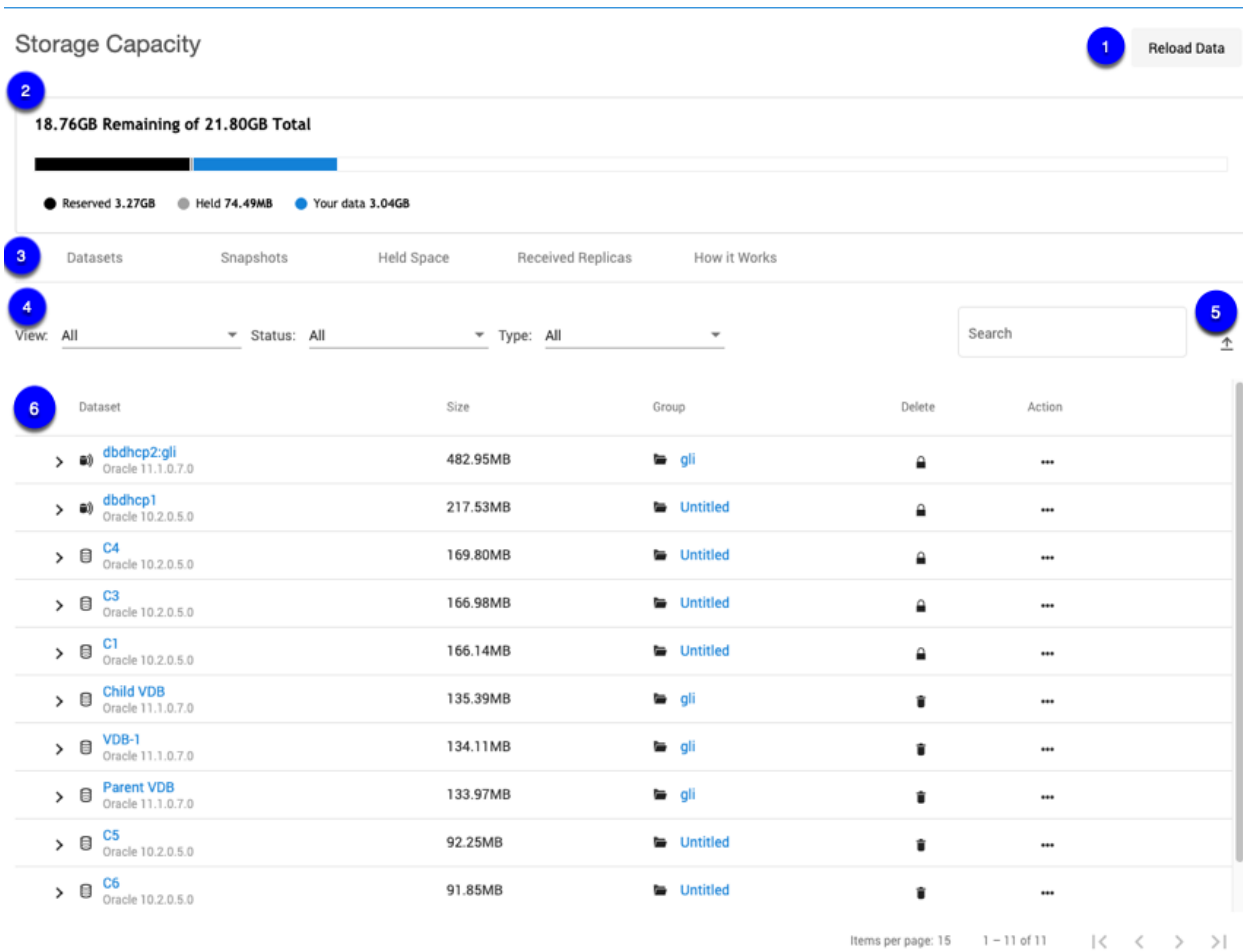 Storage Capacity
1
Reload Data
2
18.76GB Remaining of 21.80GB Total
Reserved 3.27GB Held 74.49MB Your data 3.04GB
3
Datasets Snapshots Held Space Received Replicas How it Works
4
5
View: All Status: All Type: All Search
6
Dataset Size Group Delete Action
dbdhcp2:gli
Oracle 11.1.0.7.0
482.95MB gli
dbdhcp1
Oracle 10.2.0.5.0
217.53MB Untitled
C4
Oracle 10.2.0.5.0
169.80MB Untitled
C3
Oracle 10.2.0.5.0
166.98MB Untitled
C1
Oracle 10.2.0.5.0
166.14MB Untitled
Child VDB
Oracle 11.1.0.7.0
135.39MB gli
VDB-1
Oracle 11.1.0.7.0
134.11MB gli
Parent VDB
Oracle 11.1.0.7.0
133.97MB gli
C5
Oracle 10.2.0.5.0
92.25MB Untitled
C6
Oracle 10.2.0.5.0
91.85MB Untitled
Items per page: 15 1 – 11 of 11